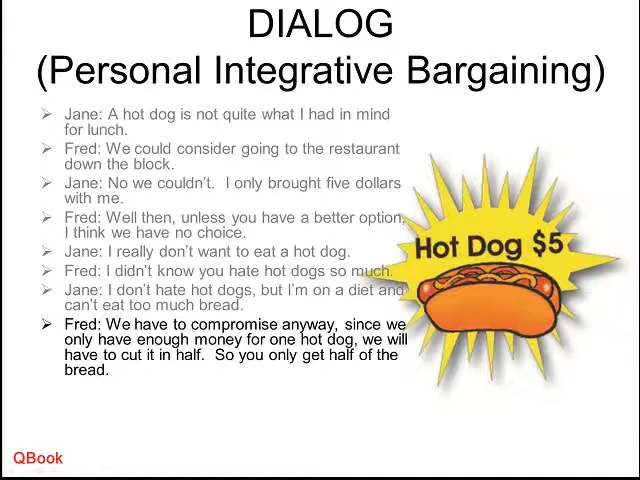 DIALOG
(Personal Integrative Bargaining)
Jane: A hot dog is not quite what I had in mind
for lunch.
Fred: We could consider going to the restaurant
down the block.
Jane: No we couldn't. I only brought five dollars
with me.
Fred: Well then, unless you have a better option,
I think we have no choice.
Jane: I really don't want to eat a hot dog.
Fred: I didn't know you hate hot dogs so much.
Jane: I don't hate hot dogs, but I'm on a diet and
can't eat too much bread.
Fred: We have to compromise anyway, since we
only have enough money for one hot dog, we will
have to cut it in half. So you only get half of the
bread.
Hot Dog $5
QBook